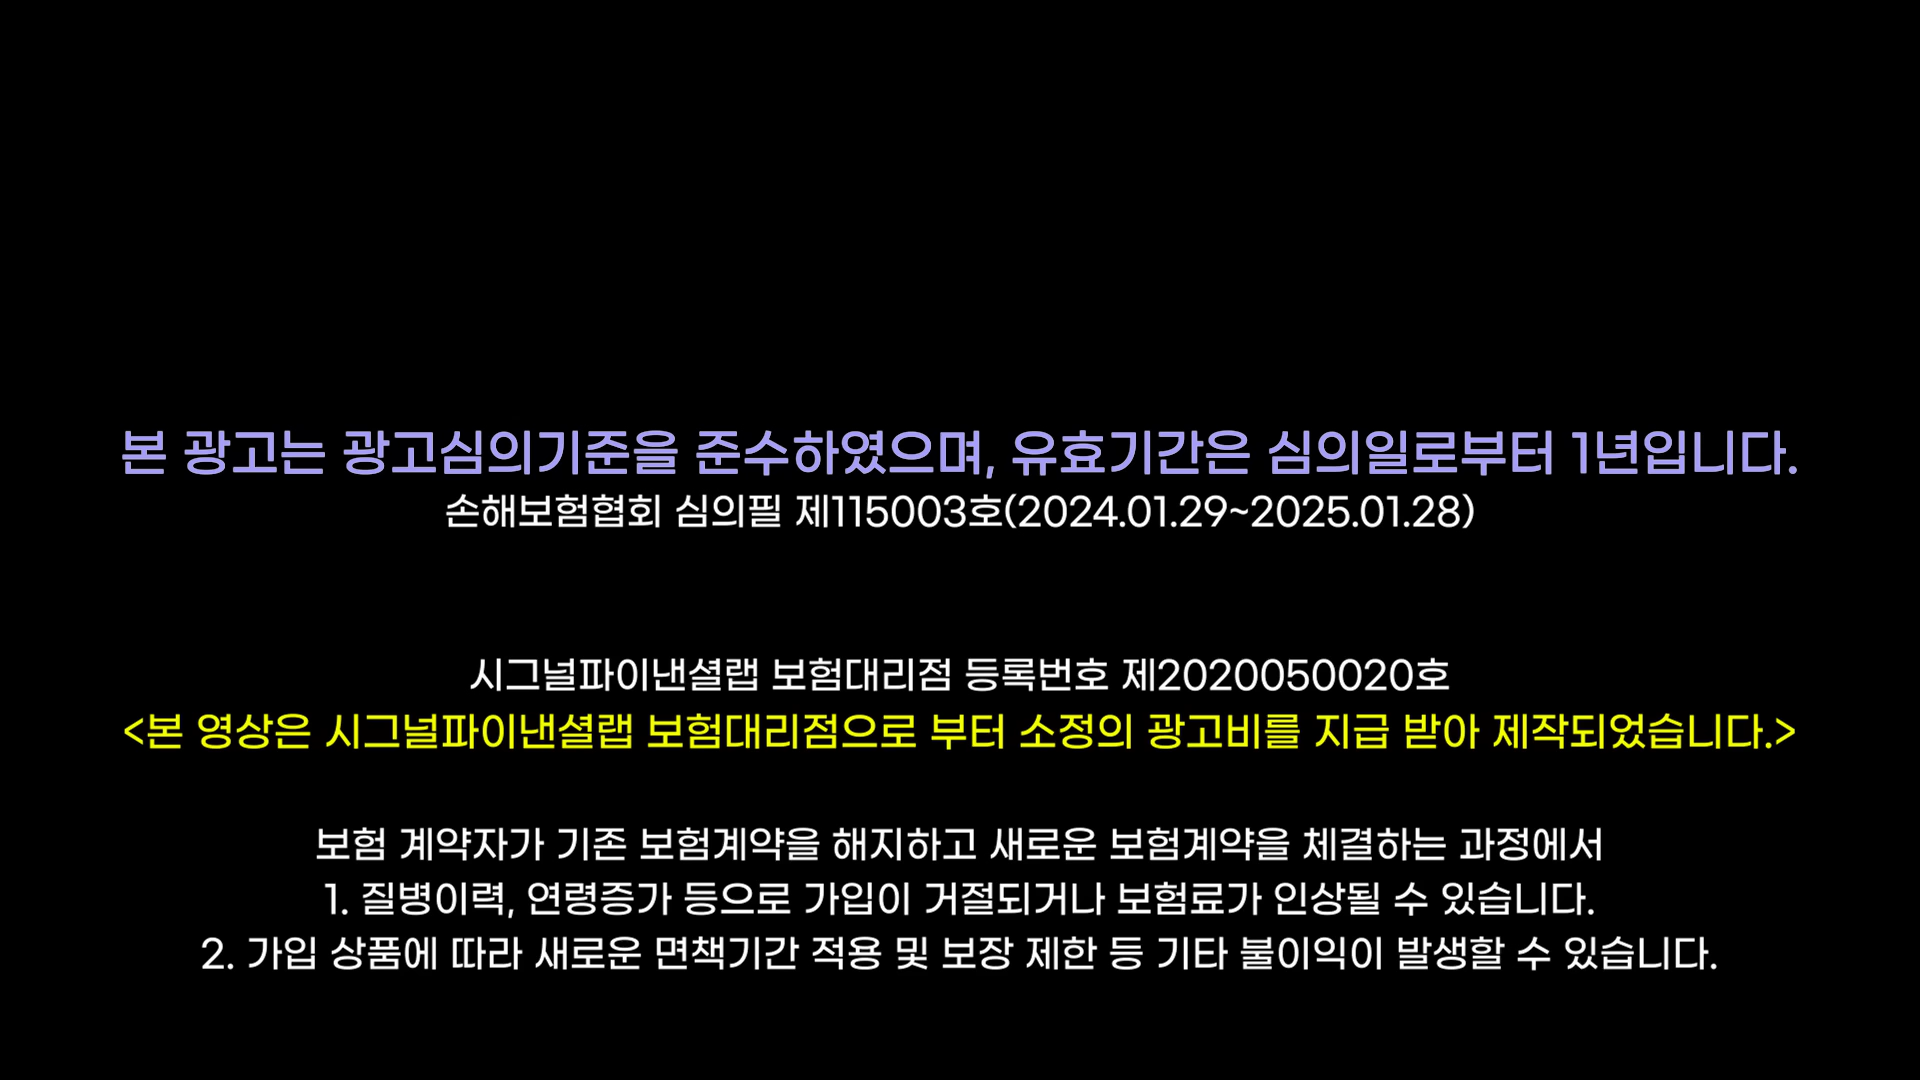 본 광고는 광고심의기준을 준수하였으며, 유효기간은 심의일로부터 1년입니다.
손해보험협회 심의필 제115003호(2024.01.29~2025.01.28)
시그널파이낸셜랩 보험대리점 등록번호 제2020050020호
<본 영상은 시그널파이낸셜랩 보험대리점으로 부터 소정의 광고비를 지급 받아 제작되었습니다.>
보험 계약자가 기존 보험계약을 해지하고 새로운 보험계약을 체결하는 과정에서
1. 질병이력, 연령증가 등으로 가입이 거절되거나 보험료가 인상될 수 있습니다.
2. 가입 상품에 따라 새로운 면책기간 적용 및 보장 제한 등 기타 불이익이 발생할 수 있습니다.